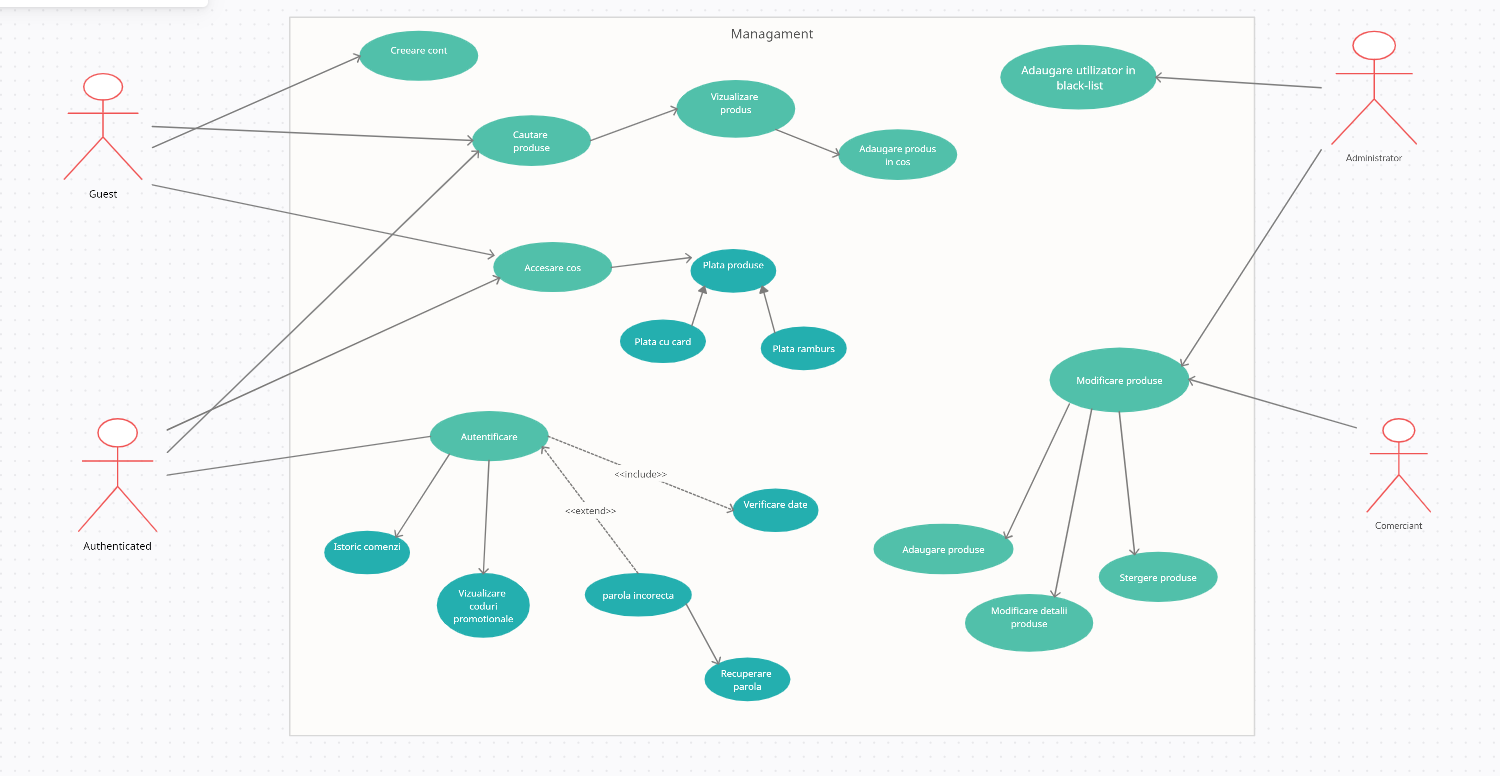 Managament
Creeare cont
Adaugare utilizator in
black-list
Vizualizare
produs
Cautare
produse
Adaugare produs
in cos
Administrator
Guest
Accesare cos
Plata produse
Plata cu card
Plata ramburs
Modificare produse
Autentificare
<<include>>
Verificare date
<<extend>>
Comerciant
Authenticated
Istoric comenzi
Adaugare produse
Stergere produse
Vizualizare
coduri
promotionale
parola incorecta
Modificare detalii
produse
Recuperare
parola